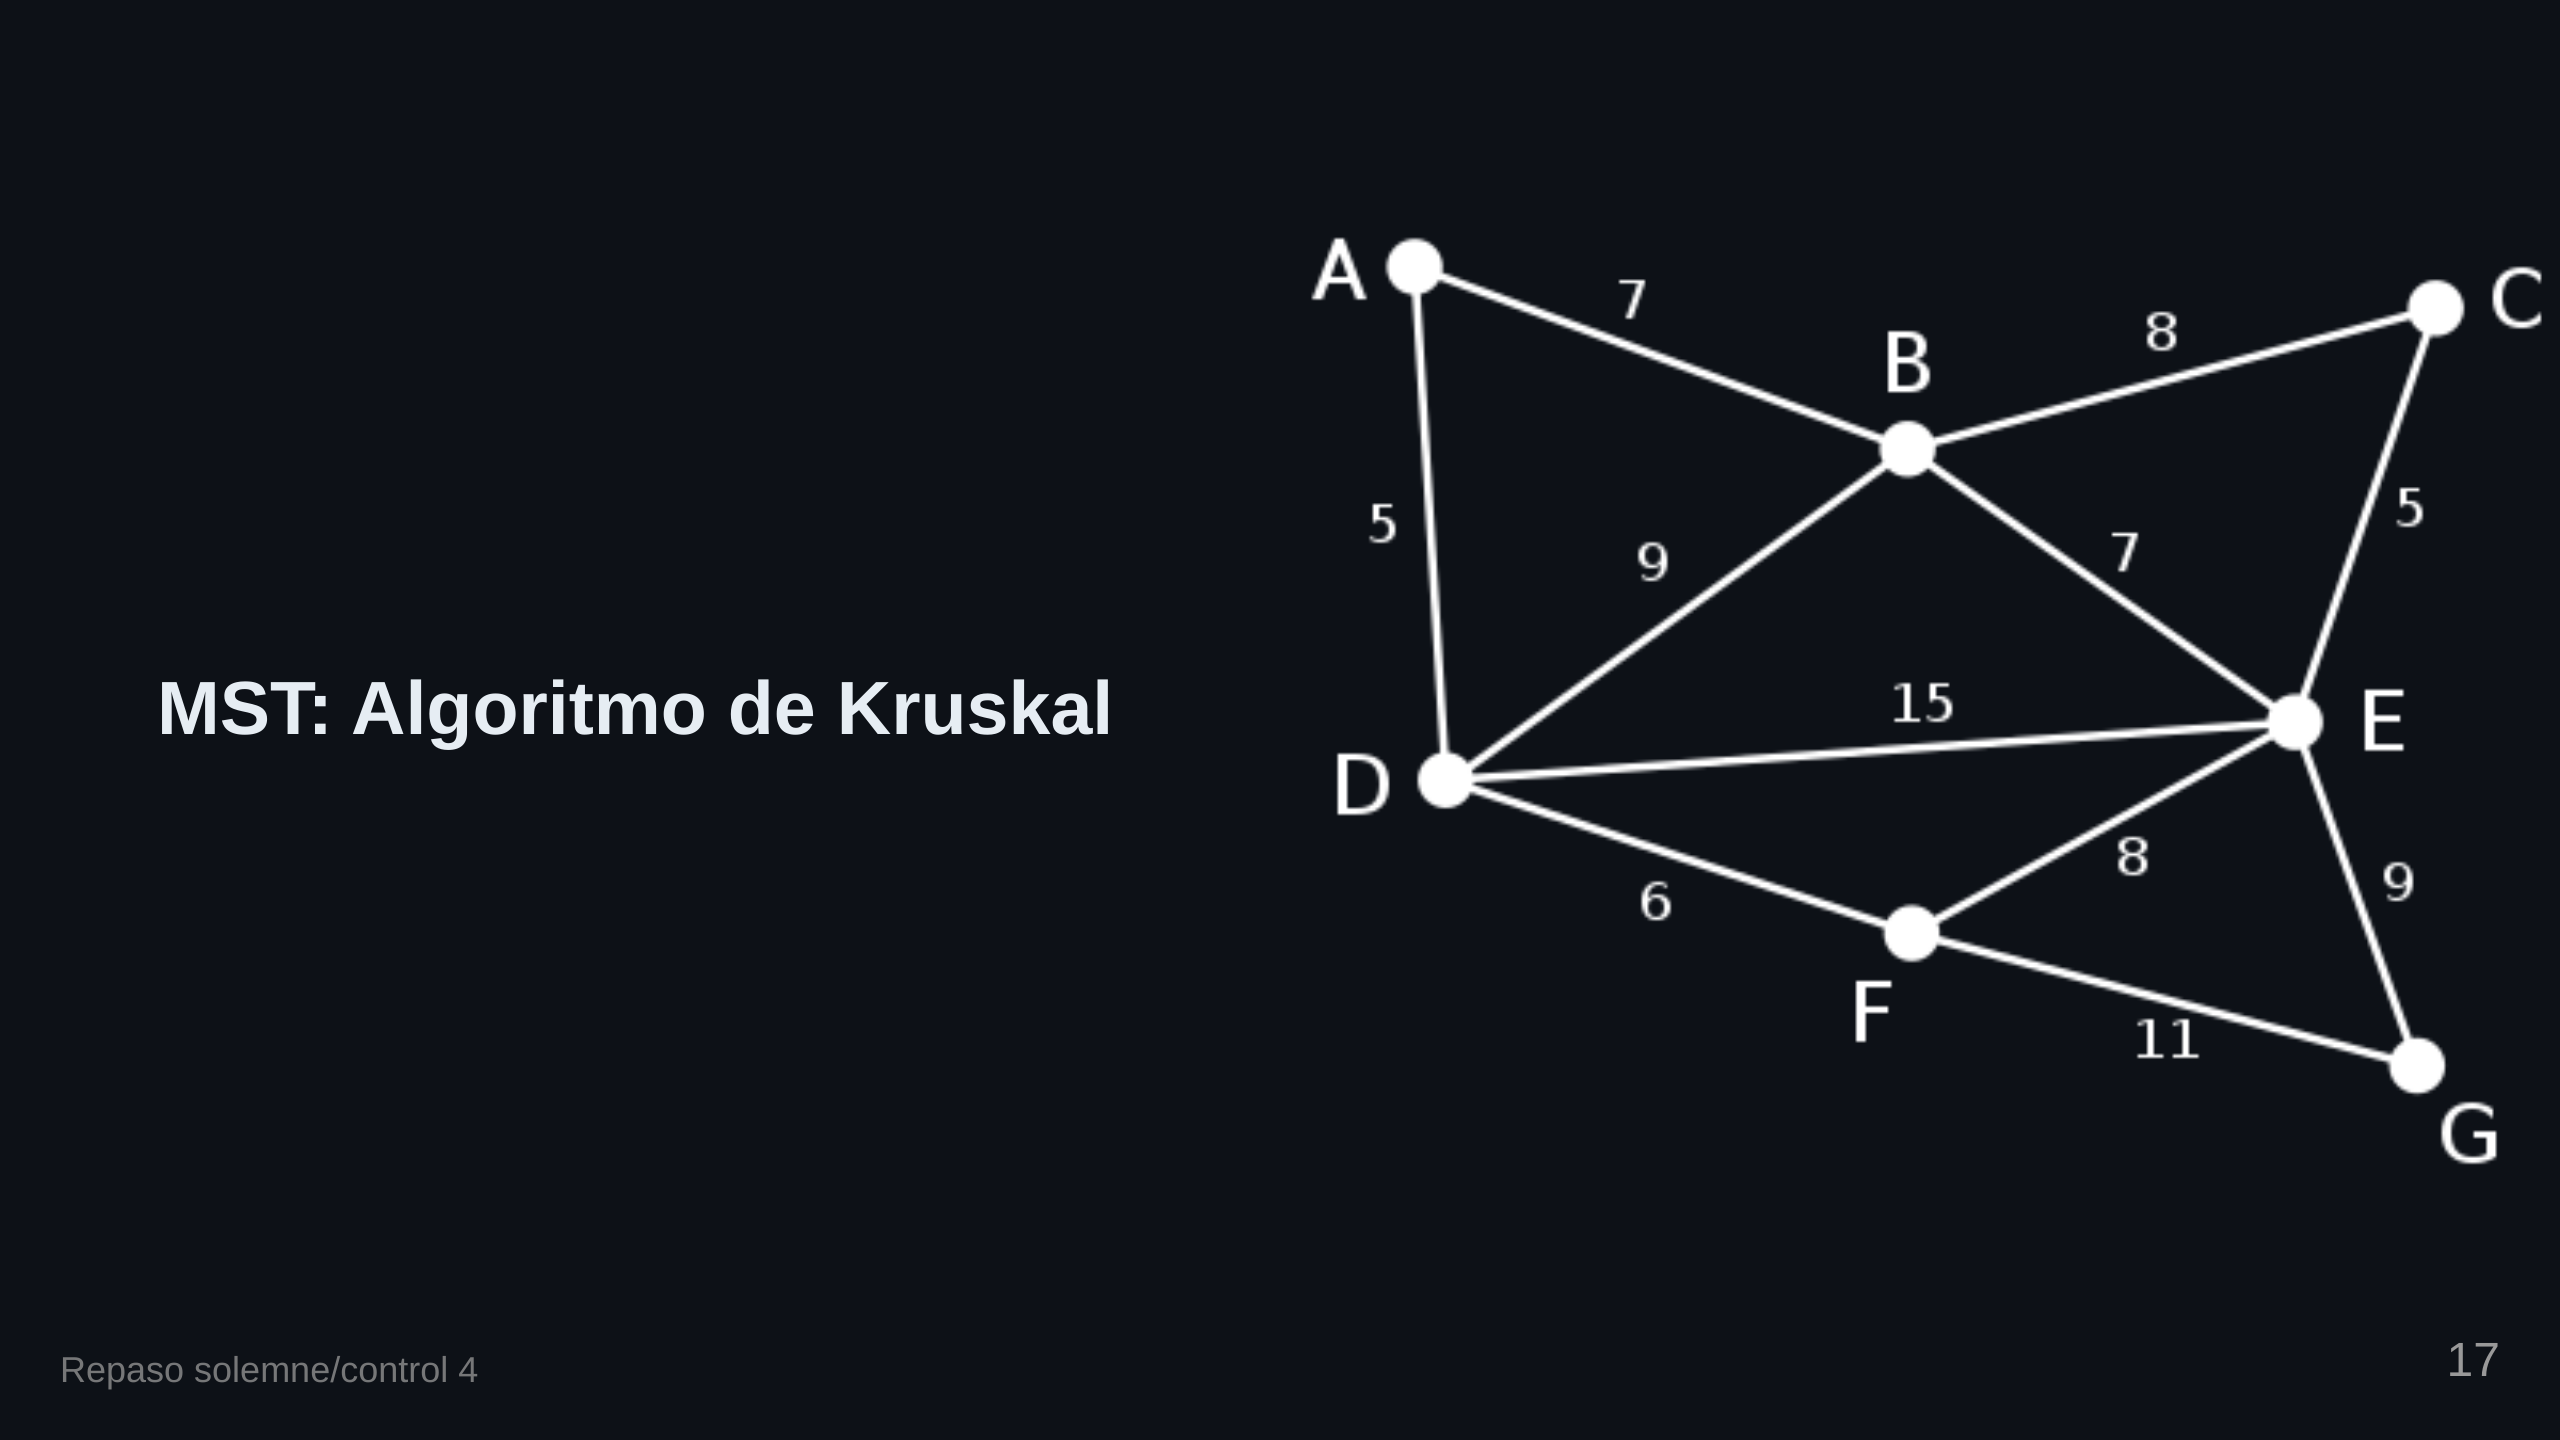 MST: Algoritmo de Kruskal
A
7
B
8
C
5
9
7
5
15
D
E
6
8
9
F
11
G
Repaso solemne/control 4
17